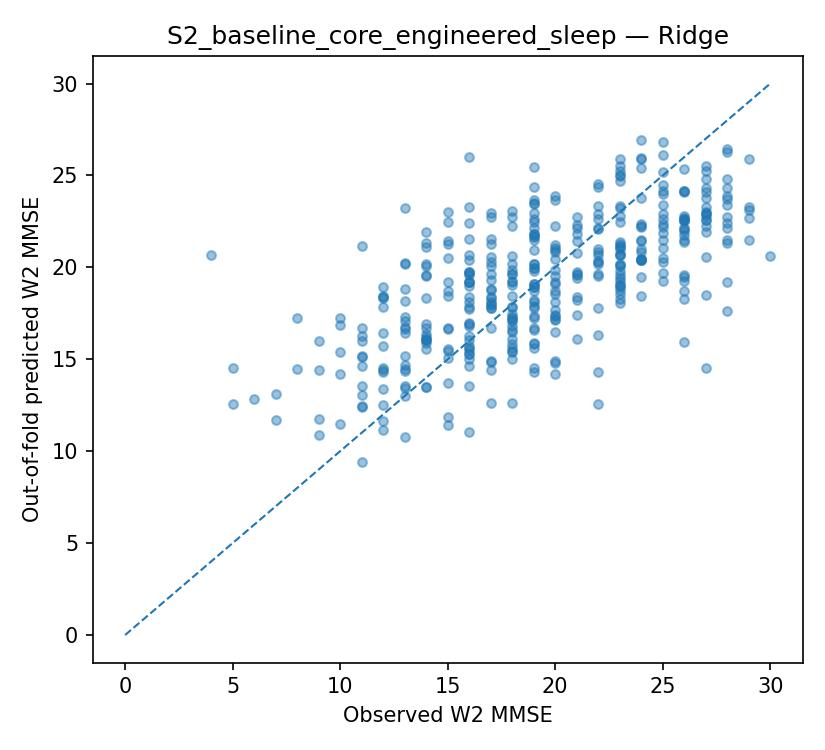 S2_baseline_core_engineered_sleep — Ridge
30
25
20
15
10
5
0
Out-of-fold predicted W2 MMSE
0 5 10 15 20 25 30
Observed W2 MMSE